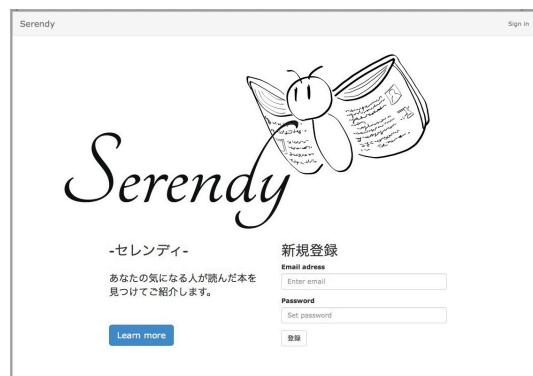 Serendy
Sign in
Serendy
-セレンディ-
あなたの気になる人が読んだ本を
見つけてご紹介します。
Learn more
新規登録
Email adress
Enter email
Password
Set password
登録